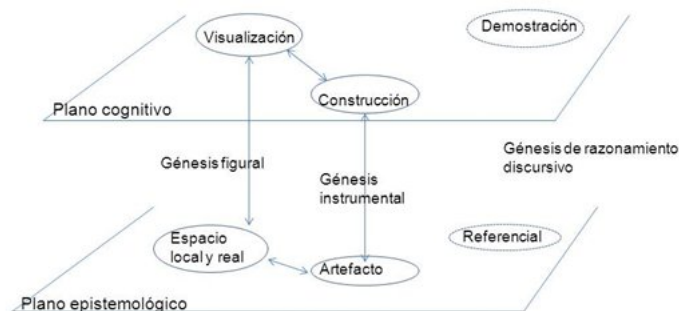 Demostración
Visualización
Construcción
Plano cognitivo
Génesis figural
Génesis
instrumental
Génesis de razonamiento
discursivo
Espacio
local y real
Referencial
Artefacto
Plano epistemológico